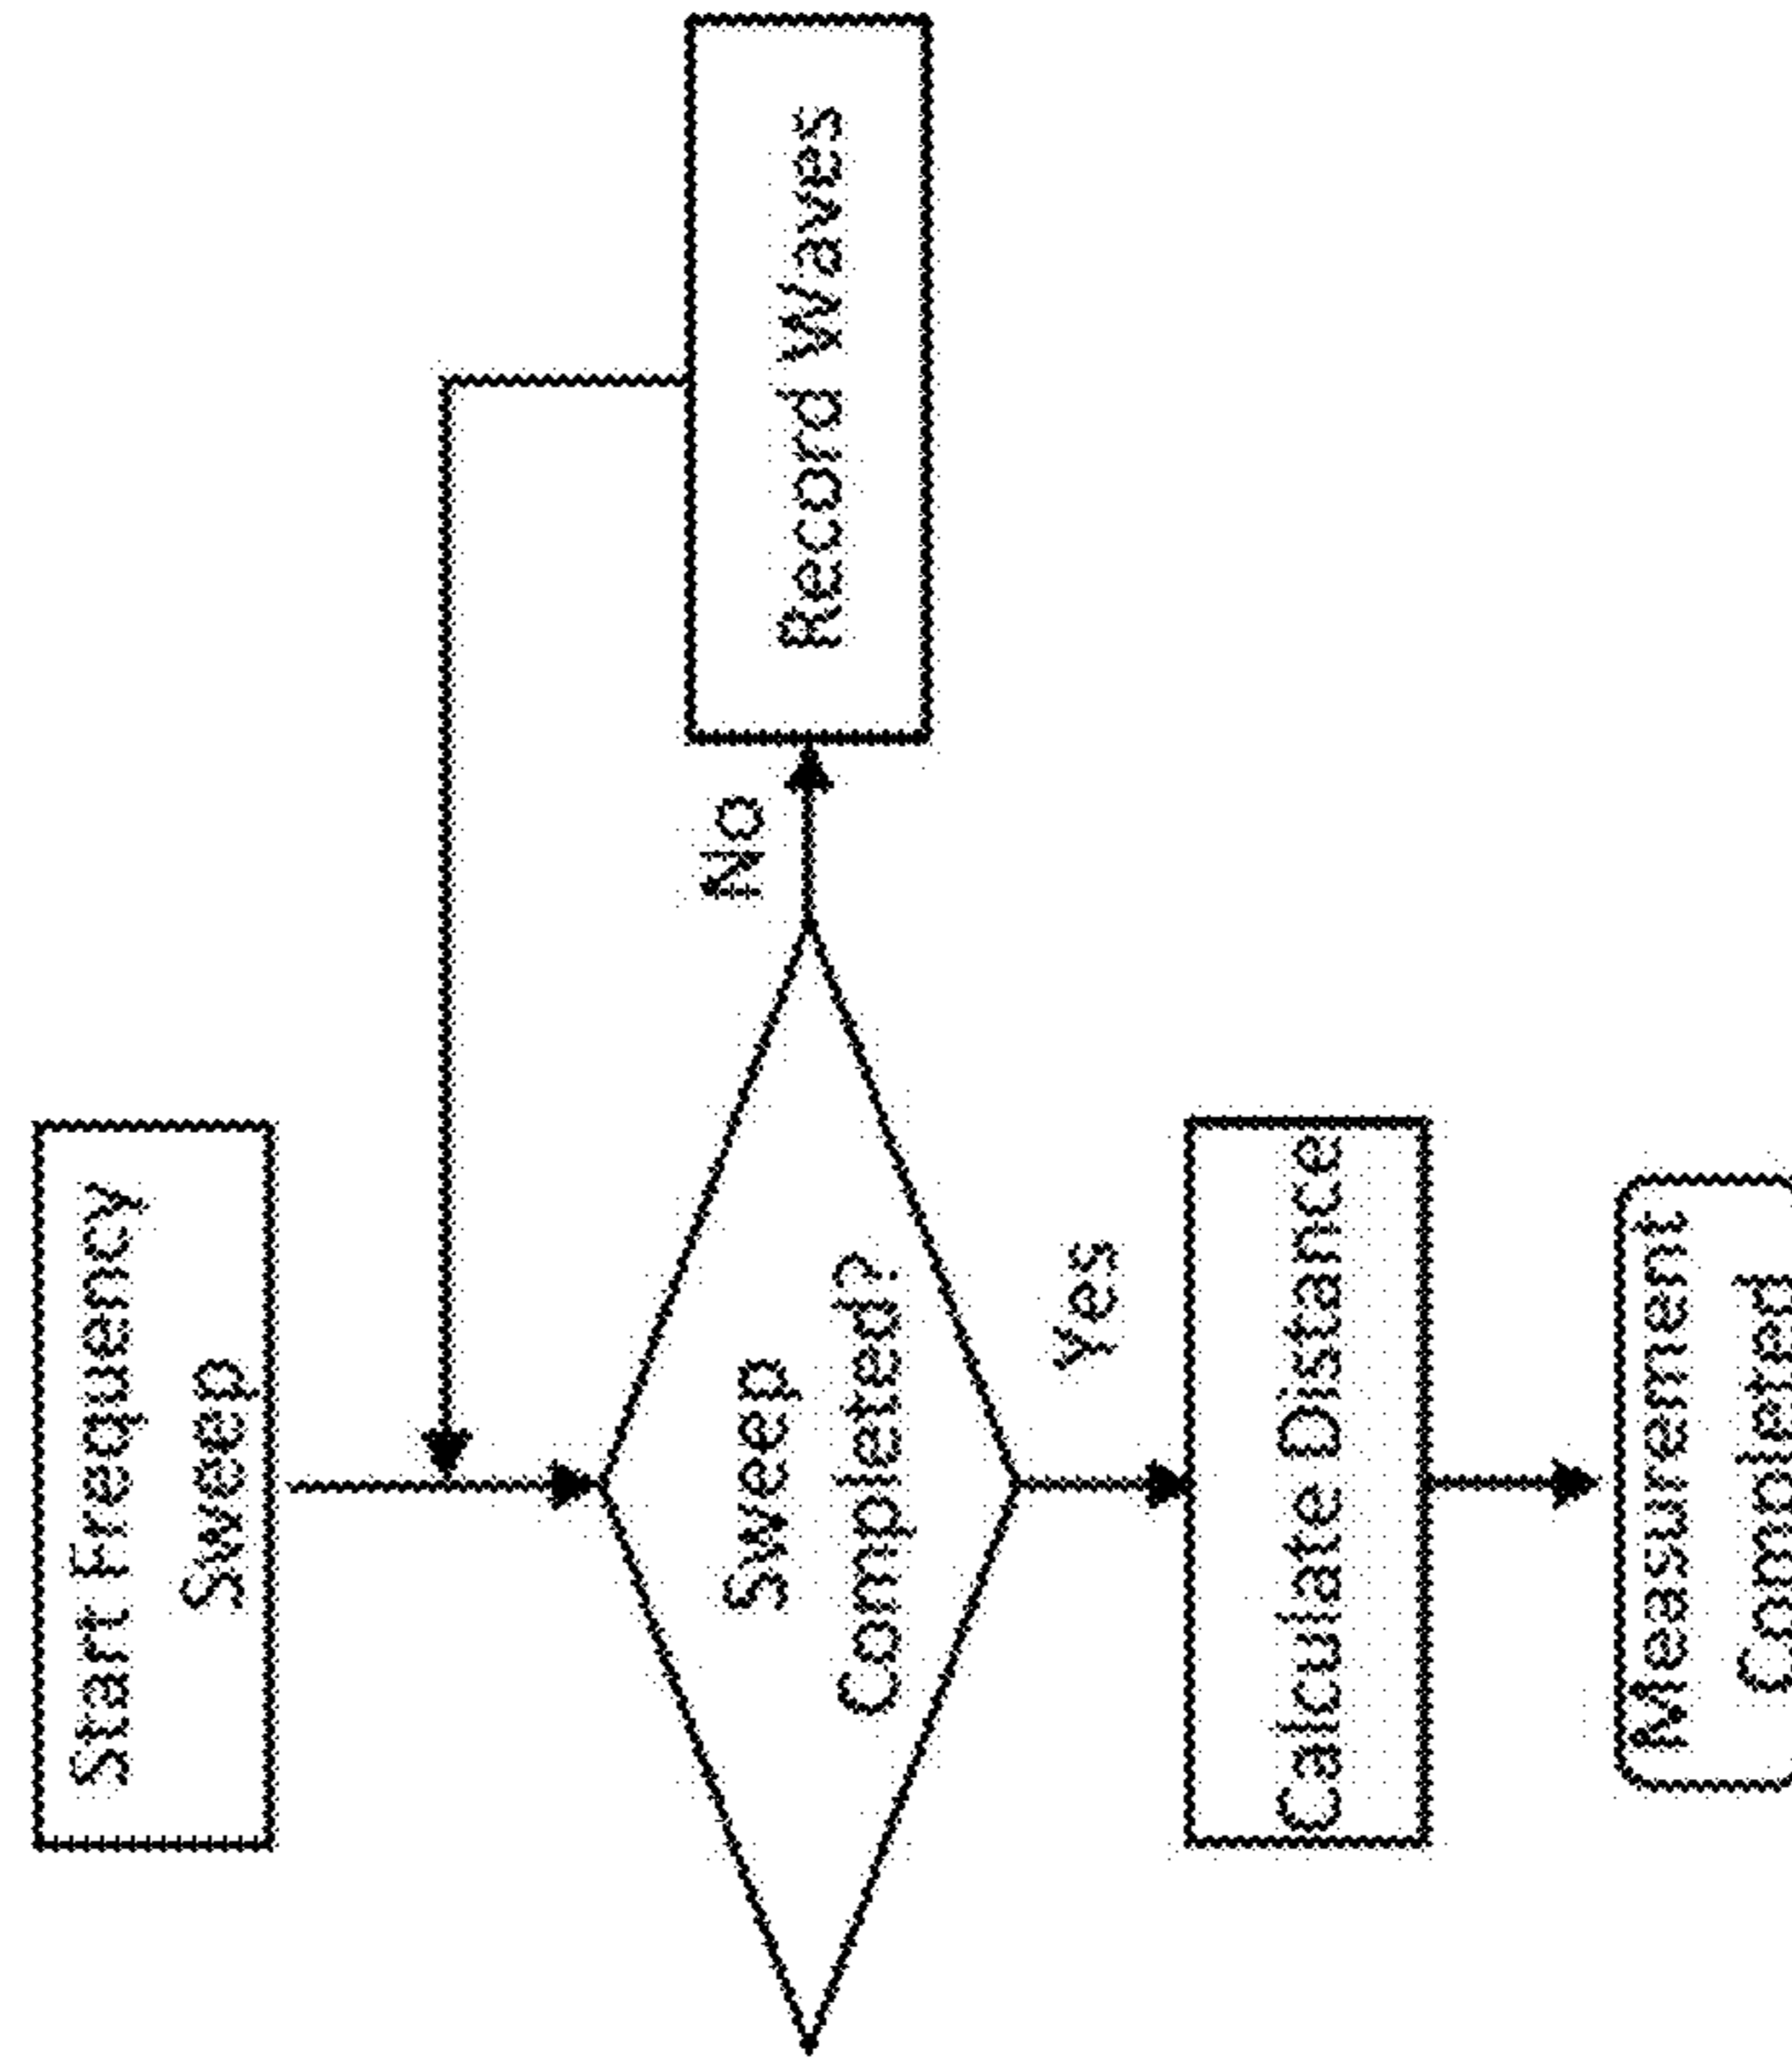 Start Frequency
Sweep
Sweep
Completed?
No
Record Waves
Yes
Calculate Distance
Measurement
Completed